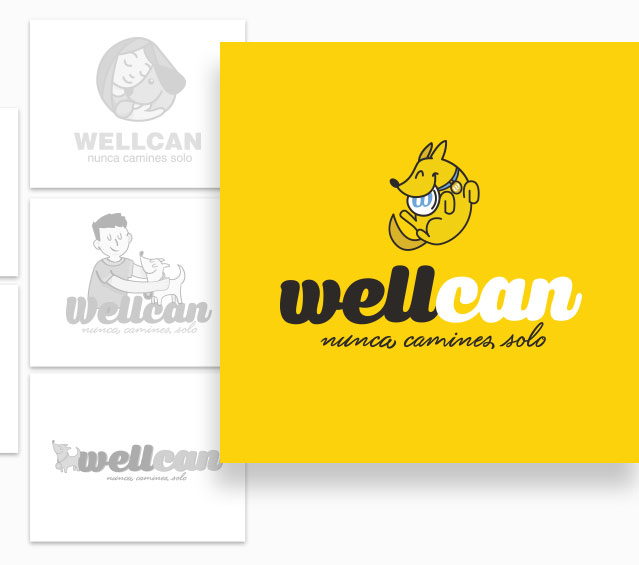 WELLCAN
nunca camines solo
Wellcan
nunca camines solo
wellcan
nunca camines solo
w
wellcan
nunca camines solo